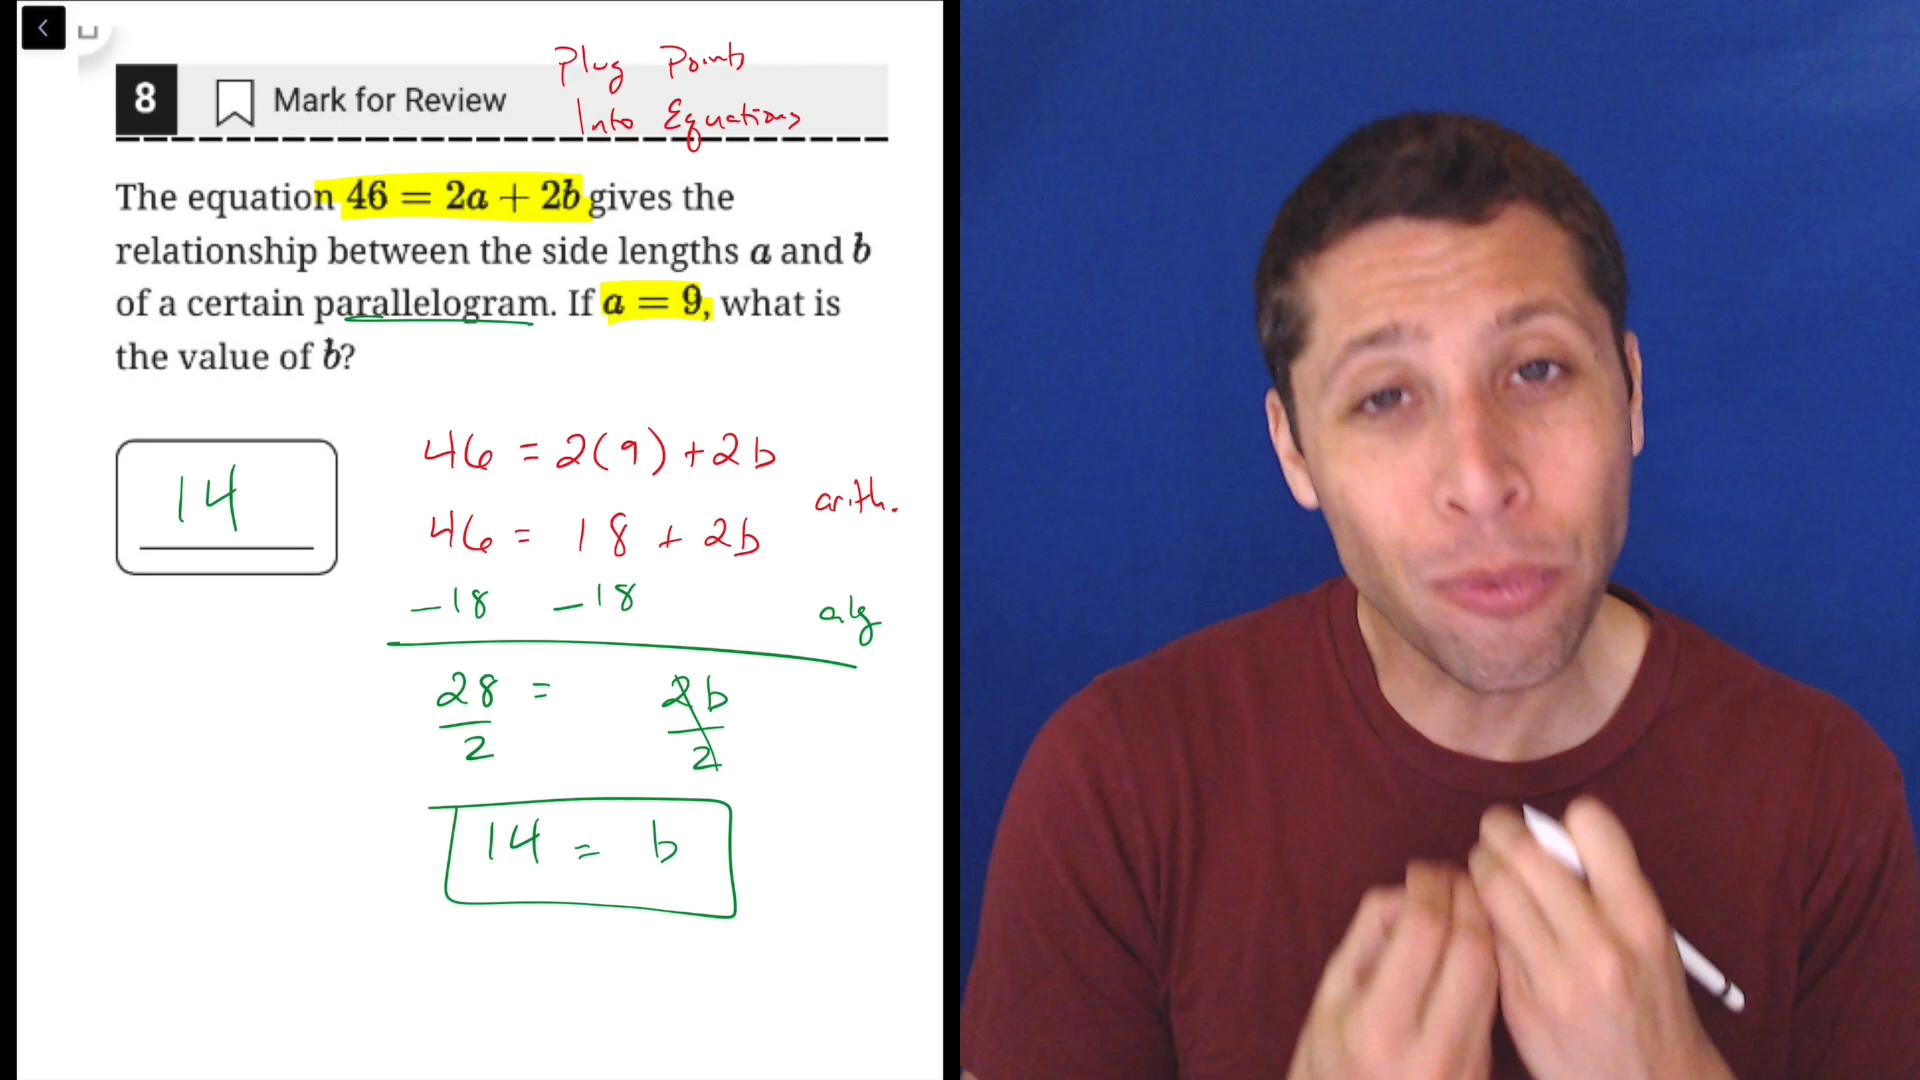 Plug Points
Into Equations
8 Mark for Review
The equation 46 = 2a + 2b gives the
relationship between the side lengths a and b
of a certain parallelogram. If a = 9, what is
the value of b?
14
46 = 2(9) + 2b
arith.
46 = 18 + 2b
-18 -18
alg
28 = 2b
2 2
14 = b